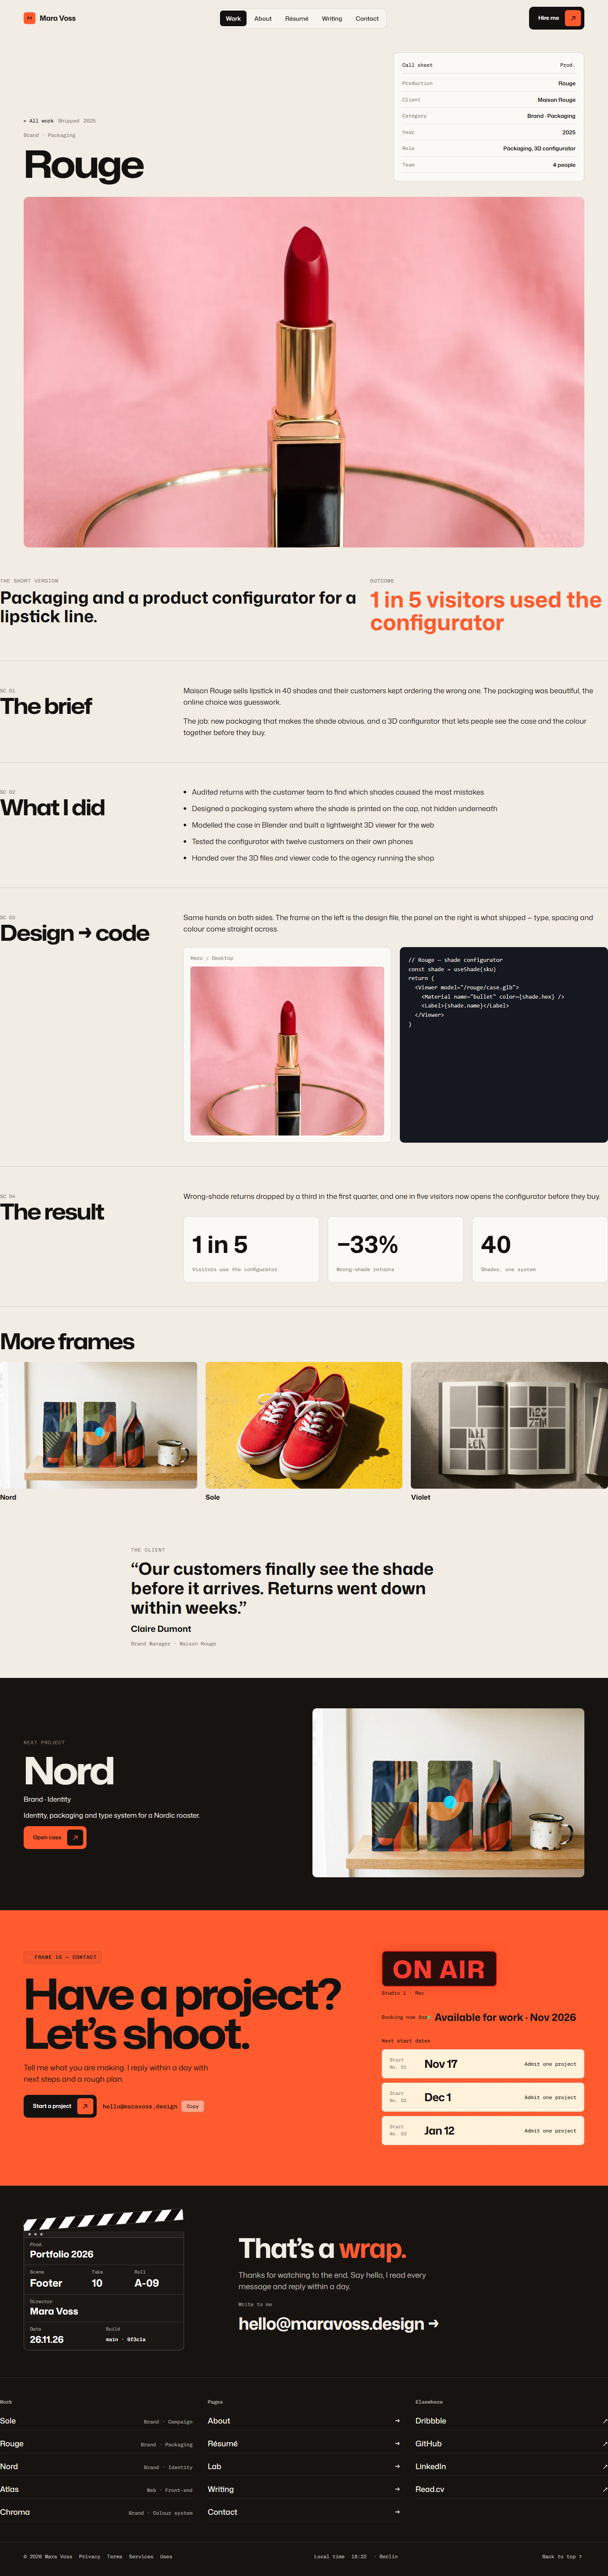 M Mara Voss
Work About Résumé Writing Contact
Hire me ↗
Call sheet Prod.
Production Rouge
Client Maison Rouge
Category Brand · Packaging
Year 2025
Role Packaging, 3D configurator
Team 4 people
← All work Shipped 2025
Brand · Packaging
Rouge
THE SHORT VERSION
Packaging and a product configurator for a
lipstick line.
OUTCOME
1 in 5 visitors used the
configurator
SC 01
The brief
Maison Rouge sells lipstick in 40 shades and their customers kept ordering the wrong one. The packaging was beautiful, the
online choice was guesswork.
The job: new packaging that makes the shade obvious, and a 3D configurator that lets people see the case and the colour
together before they buy.
SC 02
What I did
• Audited returns with the customer team to find which shades caused the most mistakes
• Designed a packaging system where the shade is printed on the cap, not hidden underneath
• Modelled the case in Blender and built a lightweight 3D viewer for the web
• Tested the configurator with twelve customers on their own phones
• Handed over the 3D files and viewer code to the agency running the shop
SC 03
Design → code
Same hands on both sides. The frame on the left is the design file, the panel on the right is what shipped — type, spacing and
colour come straight across.
Hero / Desktop
// Rouge — shade configurator
const shade = useShade(sku)
return (
<Viewer model="/rouge/case.glb">
<Material name="bullet" color={shade.hex} />
<Label>{shade.name}</Label>
</Viewer>
)
SC 04
The result
Wrong-shade returns dropped by a third in the first quarter, and one in five visitors now opens the configurator before they buy.
1 in 5
Visitors use the configurator
−33%
Wrong-shade returns
40
Shades, one system
More frames
Nord
Sole
Violet
THE CLIENT
“Our customers finally see the shade
before it arrives. Returns went down
within weeks.”
Claire Dumont
Brand Manager · Maison Rouge
NEXT PROJECT
Nord
Brand · Identity
Identity, packaging and type system for a Nordic roaster.
Open case ↗
FRAME 10 — CONTACT
Have a project?
Let’s shoot.
Tell me what you are making. I reply within a day with
next steps and a rough plan.
Start a project ↗ hello@maravoss.design Copy
ON AIR
Studio 1 · Rec
Booking now for Available for work · Nov 2026
Next start dates
Start
No. 01
Nov 17
Admit one project
Start
No. 02
Dec 1
Admit one project
Start
No. 03
Jan 12
Admit one project
Prod.
Portfolio 2026
Scene Take Roll
Footer 10 A-09
Director
Mara Voss
Date Build
26.11.26 main · 9f3c1a
That’s a wrap.
Thanks for watching to the end. Say hello, I read every
message and reply within a day.
Write to me
hello@maravoss.design →
Work
Sole Brand · Campaign
Rouge Brand · Packaging
Nord Brand · Identity
Atlas Web · Front-end
Chroma Brand · Colour system
Pages
About →
Résumé →
Lab →
Writing →
Contact →
Elsewhere
Dribbble ↗
GitHub ↗
LinkedIn ↗
Read.cv ↗
© 2026 Mara Voss Privacy Terms Services Uses
Local time 18:22 · Berlin
Back to top ↑